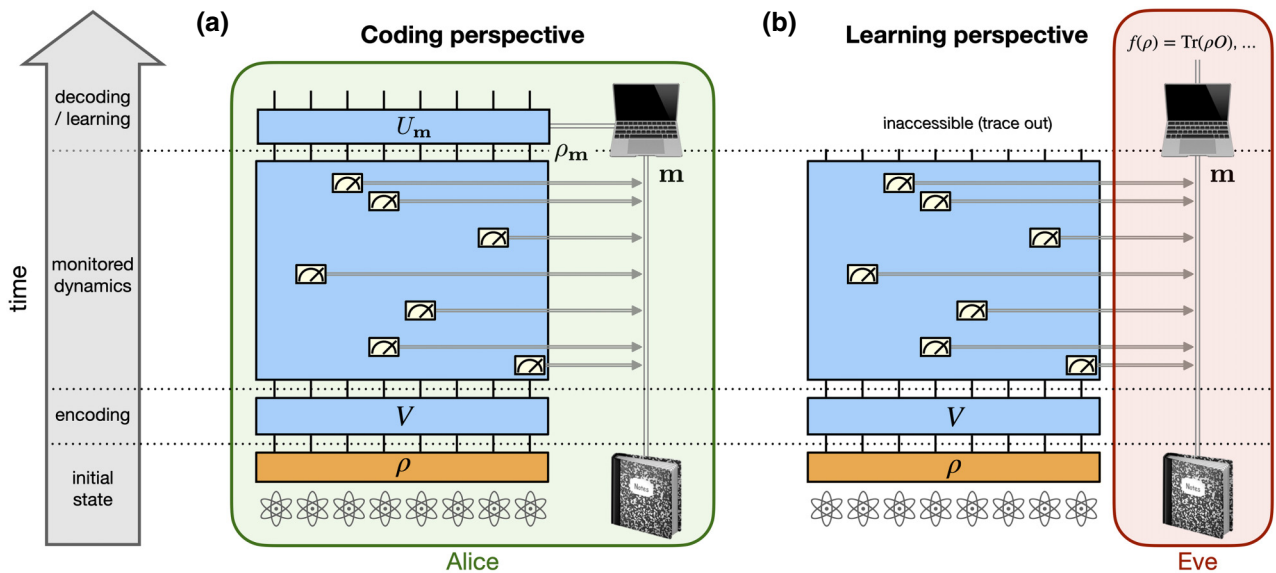 (a)
Coding perspective
(b)
Learning perspective
f(ρ) = Tr(ρO), ...
decoding
/ learning
U_m
inaccessible (trace out)
ρ_m
m
m
time
monitored
dynamics
encoding
V
V
initial
state
ρ
Notes
ρ
Notes
Alice
Eve